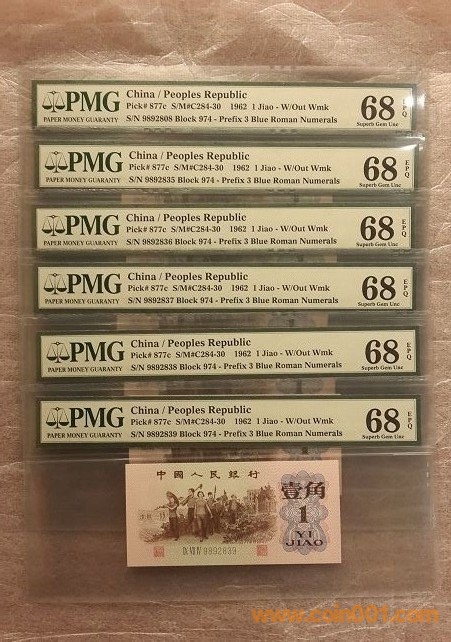 PMG
PAPER MONEY GUARANTY
China / Peoples Republic
Pick# 877c S/M#C284-30 1962 1 Jiao - W/Out Wmk
S/N 9892808 Block 974 - Prefix 3 Blue Roman Numerals
68 EPQ
Superb Gem Unc
PMG
PAPER MONEY GUARANTY
China / Peoples Republic
Pick# 877c S/M#C284-30 1962 1 Jiao - W/Out Wmk
S/N 9892835 Block 974 - Prefix 3 Blue Roman Numerals
68 EPQ
Superb Gem Unc
PMG
PAPER MONEY GUARANTY
China / Peoples Republic
Pick# 877c S/M#C284-30 1962 1 Jiao - W/Out Wmk
S/N 9892836 Block 974 - Prefix 3 Blue Roman Numerals
68 EPQ
Superb Gem Unc
PMG
PAPER MONEY GUARANTY
China / Peoples Republic
Pick# 877c S/M#C284-30 1962 1 Jiao - W/Out Wmk
S/N 9892837 Block 974 - Prefix 3 Blue Roman Numerals
68 EPQ
Superb Gem Unc
PMG
PAPER MONEY GUARANTY
China / Peoples Republic
Pick# 877c S/M#C284-30 1962 1 Jiao - W/Out Wmk
S/N 9892838 Block 974 - Prefix 3 Blue Roman Numerals
68 EPQ
Superb Gem Unc
PMG
PAPER MONEY GUARANTY
China / Peoples Republic
Pick# 877c S/M#C284-30 1962 1 Jiao - W/Out Wmk
S/N 9892839 Block 974 - Prefix 3 Blue Roman Numerals
68 EPQ
Superb Gem Unc
中國人民銀行
壹角
1
YI
JIAO
IX VII IV 9892839
www.coin001.com